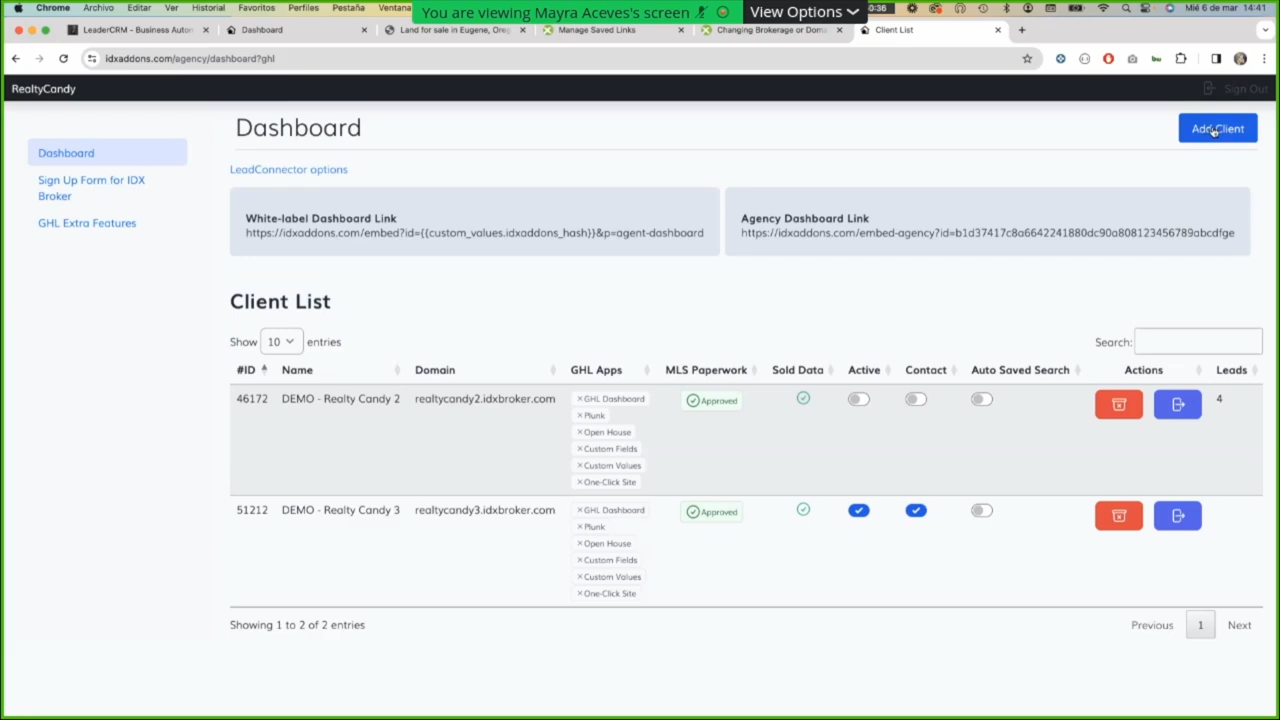 Chrome Archivo Editar Ver Historial Favoritos Perfiles Pestaña Ventana
You are viewing Mayra Aceves's screen View Options
0:36 Mié 6 de mar 14:41
LeaderCRM - Business Autor Dashboard Land for sale in Eugene, Oreg Manage Saved Links Changing Brokerage or Doma Client List
idxaddons.com/agency/dashboard?ghl
RealtyCandy Sign Out
Dashboard
Sign Up Form for IDX
Broker
GHL Extra Features
Dashboard Add Client
LeadConnector options
White-label Dashboard Link
https://idxaddons.com/embed?id={{custom_values.idxaddons_hash}}&p=agent-dashboard
Agency Dashboard Link
https://idxaddons.com/embed-agency?id=b1d37417c8a6642241880dc90a808123456789abcdfge
Client List
Show 10 entries Search:
#ID Name Domain GHL Apps MLS Paperwork Sold Data Active Contact Auto Saved Search Actions Leads
46172 DEMO - Realty Candy 2 realtycandy2.idxbroker.com ×GHL Dashboard Approved 4
×Plunk
×Open House
×Custom Fields
×Custom Values
×One-Click Site
51212 DEMO - Realty Candy 3 realtycandy3.idxbroker.com ×GHL Dashboard Approved
×Plunk
×Open House
×Custom Fields
×Custom Values
×One-Click Site
Showing 1 to 2 of 2 entries Previous 1 Next